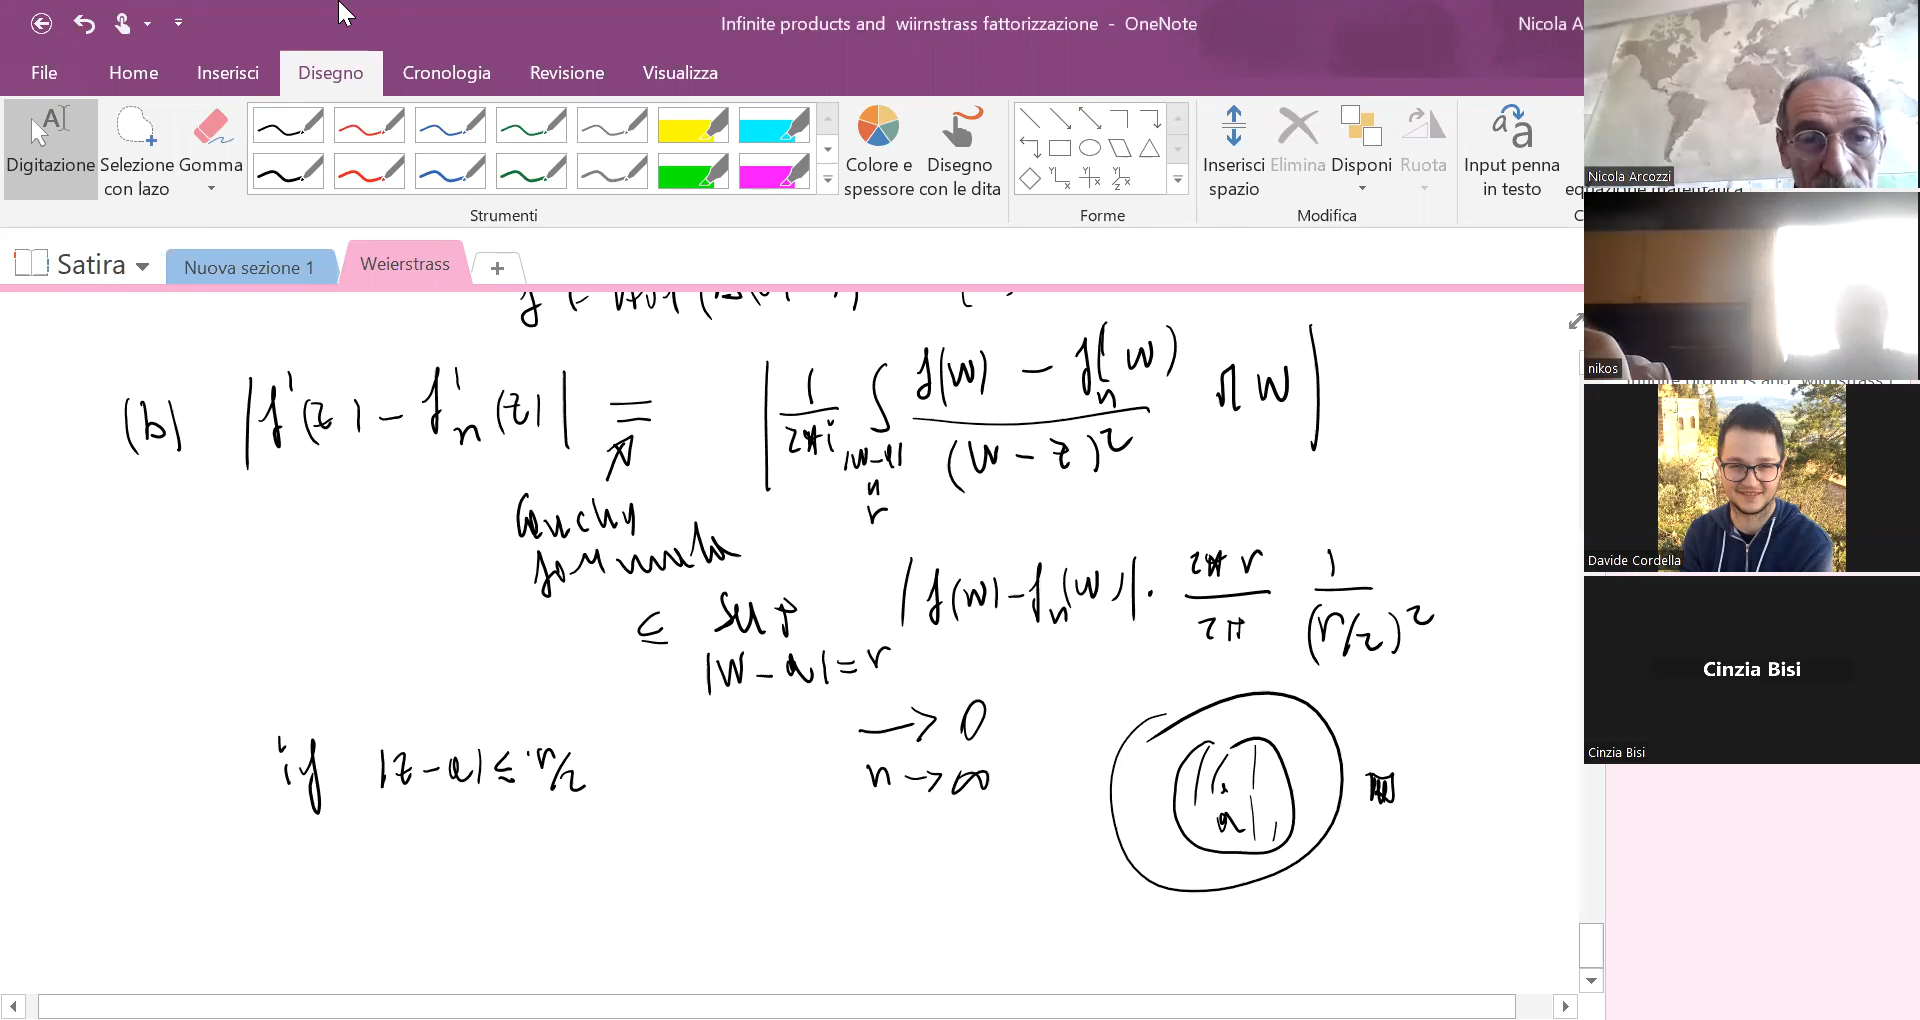 Infinite products and wiirnstrass fattorizzazione - OneNote
Nicola A
File Home Inserisci Disegno Cronologia Revisione Visualizza
Digitazione
Selezione con lazo
Gomma
Colore e spessore
Disegno con le dita
Inserisci spazio
Elimina
Disponi
Ruota
Input penna in testo
Strumenti
Forme
Modifica
Satira
Nuova sezione 1
Weierstrass
(b) |f'(z) - f'n(z)| = | 1/2πi ∫ |w-a| = r (f(w) - fn(w))/(w-z)² dw |
Cauchy
formula
≤ sup |f(w) - fn(w)| · 2πr/2π 1/(r/2)²
|w-a|=r
→ 0
if |z-a| ≤ r/2
n → ∞
a
Nicola Arcozzi
nikos
Davide Cordella
Cinzia Bisi
Cinzia Bisi